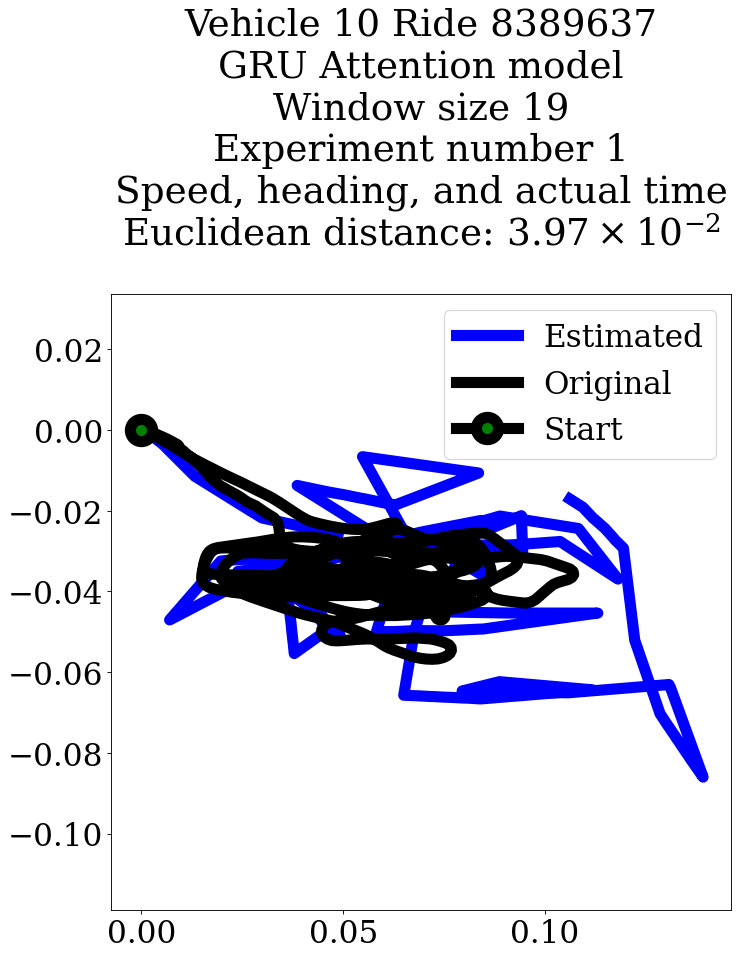 Vehicle 10 Ride 8389637
GRU Attention model
Window size 19
Experiment number 1
Speed, heading, and actual time
Euclidean distance: 3.97 × 10⁻²
Estimated
Original
Start
0.02
0.00
−0.02
−0.04
−0.06
−0.08
−0.10
0.00 0.05 0.10